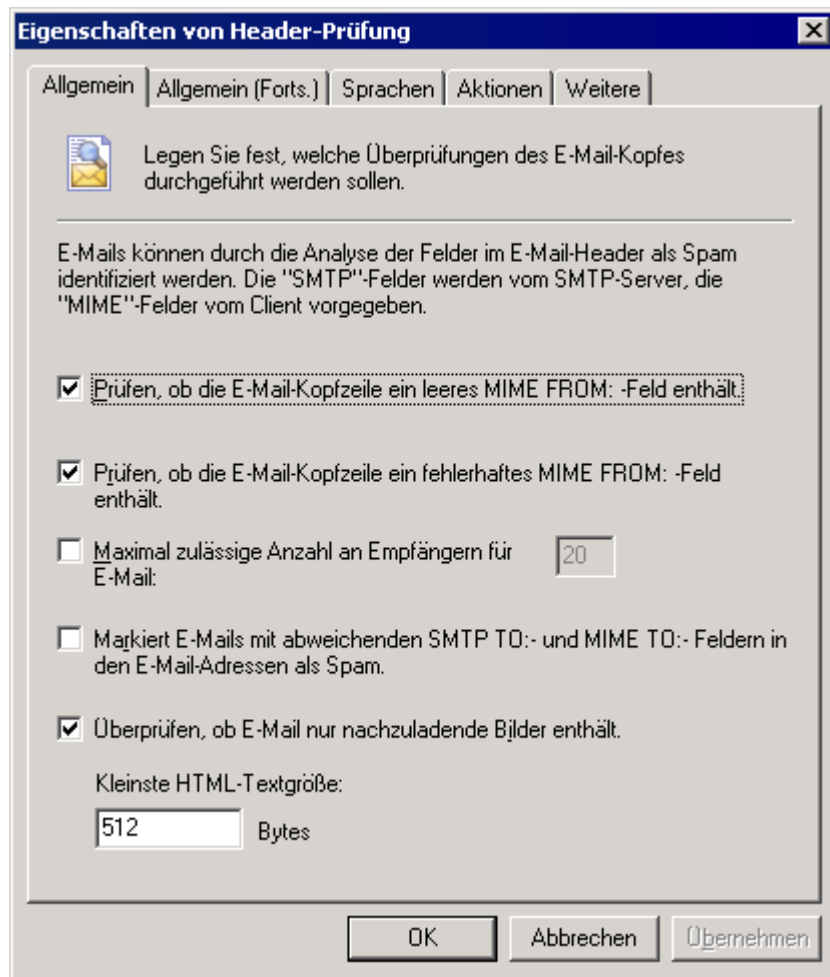 Eigenschaften von Header-Prüfung
Allgemein
Allgemein (Forts.)
Sprachen
Aktionen
Weitere
Legen Sie fest, welche Überprüfungen des E-Mail-Kopfes
durchgeführt werden sollen.
E-Mails können durch die Analyse der Felder im E-Mail-Header als Spam
identifiziert werden. Die "SMTP"-Felder werden vom SMTP-Server, die
"MIME"-Felder vom Client vorgegeben.
Prüfen, ob die E-Mail-Kopfzeile ein leeres MIME FROM: -Feld enthält.
Prüfen, ob die E-Mail-Kopfzeile ein fehlerhaftes MIME FROM: -Feld
enthält.
Maximal zulässige Anzahl an Empfängern für 20
E-Mail:
Markiert E-Mails mit abweichenden SMTP TO:- und MIME TO:- Feldern in
den E-Mail-Adressen als Spam.
Überprüfen, ob E-Mail nur nachzuladende Bilder enthält.
Kleinste HTML-Textgröße:
512 Bytes
OK
Abbrechen
Übernehmen